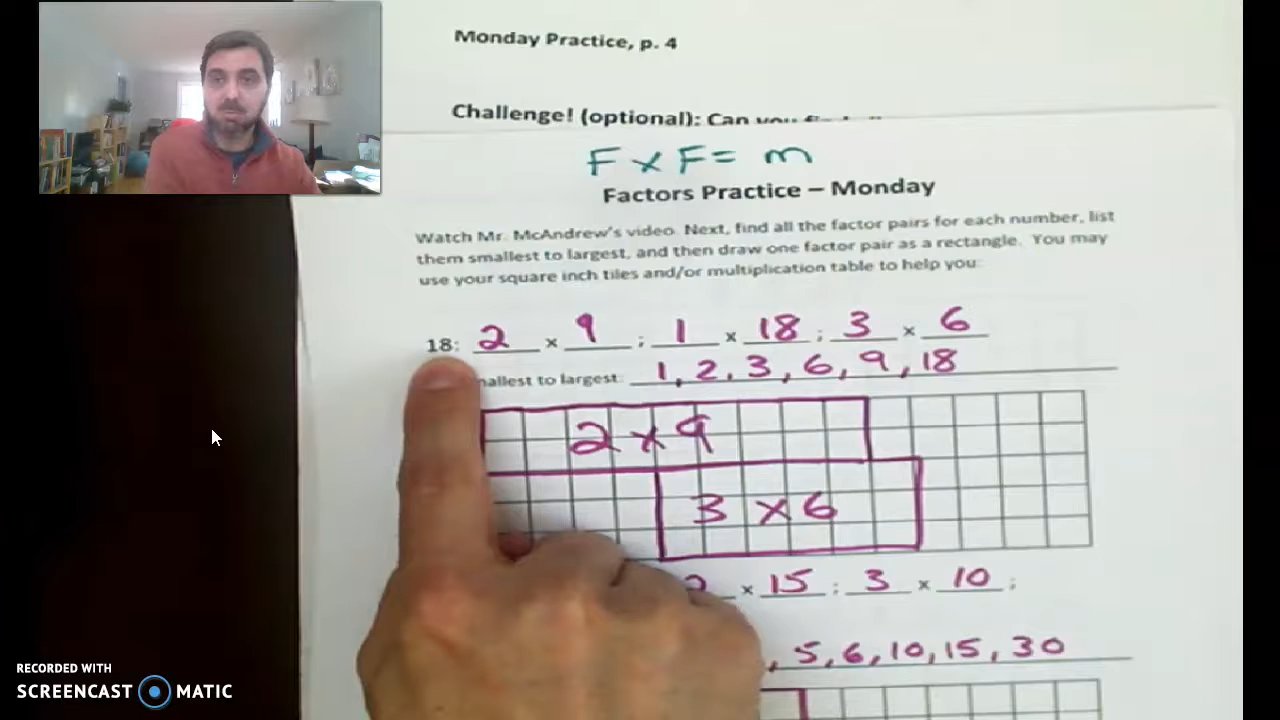 Monday Practice, p. 4
Challenge! (optional): Can you find
F x F = m
Factors Practice – Monday
Watch Mr. McAndrew's video. Next, find all the factor pairs for each number, list
them smallest to largest, and then draw one factor pair as a rectangle. You may
use your square inch tiles and/or multiplication table to help you:
18: 2 x 9 ; 1 x 18 ; 3 x 6
smallest to largest: 1, 2, 3, 6, 9, 18
2 x 9
3 x 6
2 x 15 ; 3 x 10 ;
, 5, 6, 10, 15, 30
RECORDED WITH
SCREENCAST MATIC